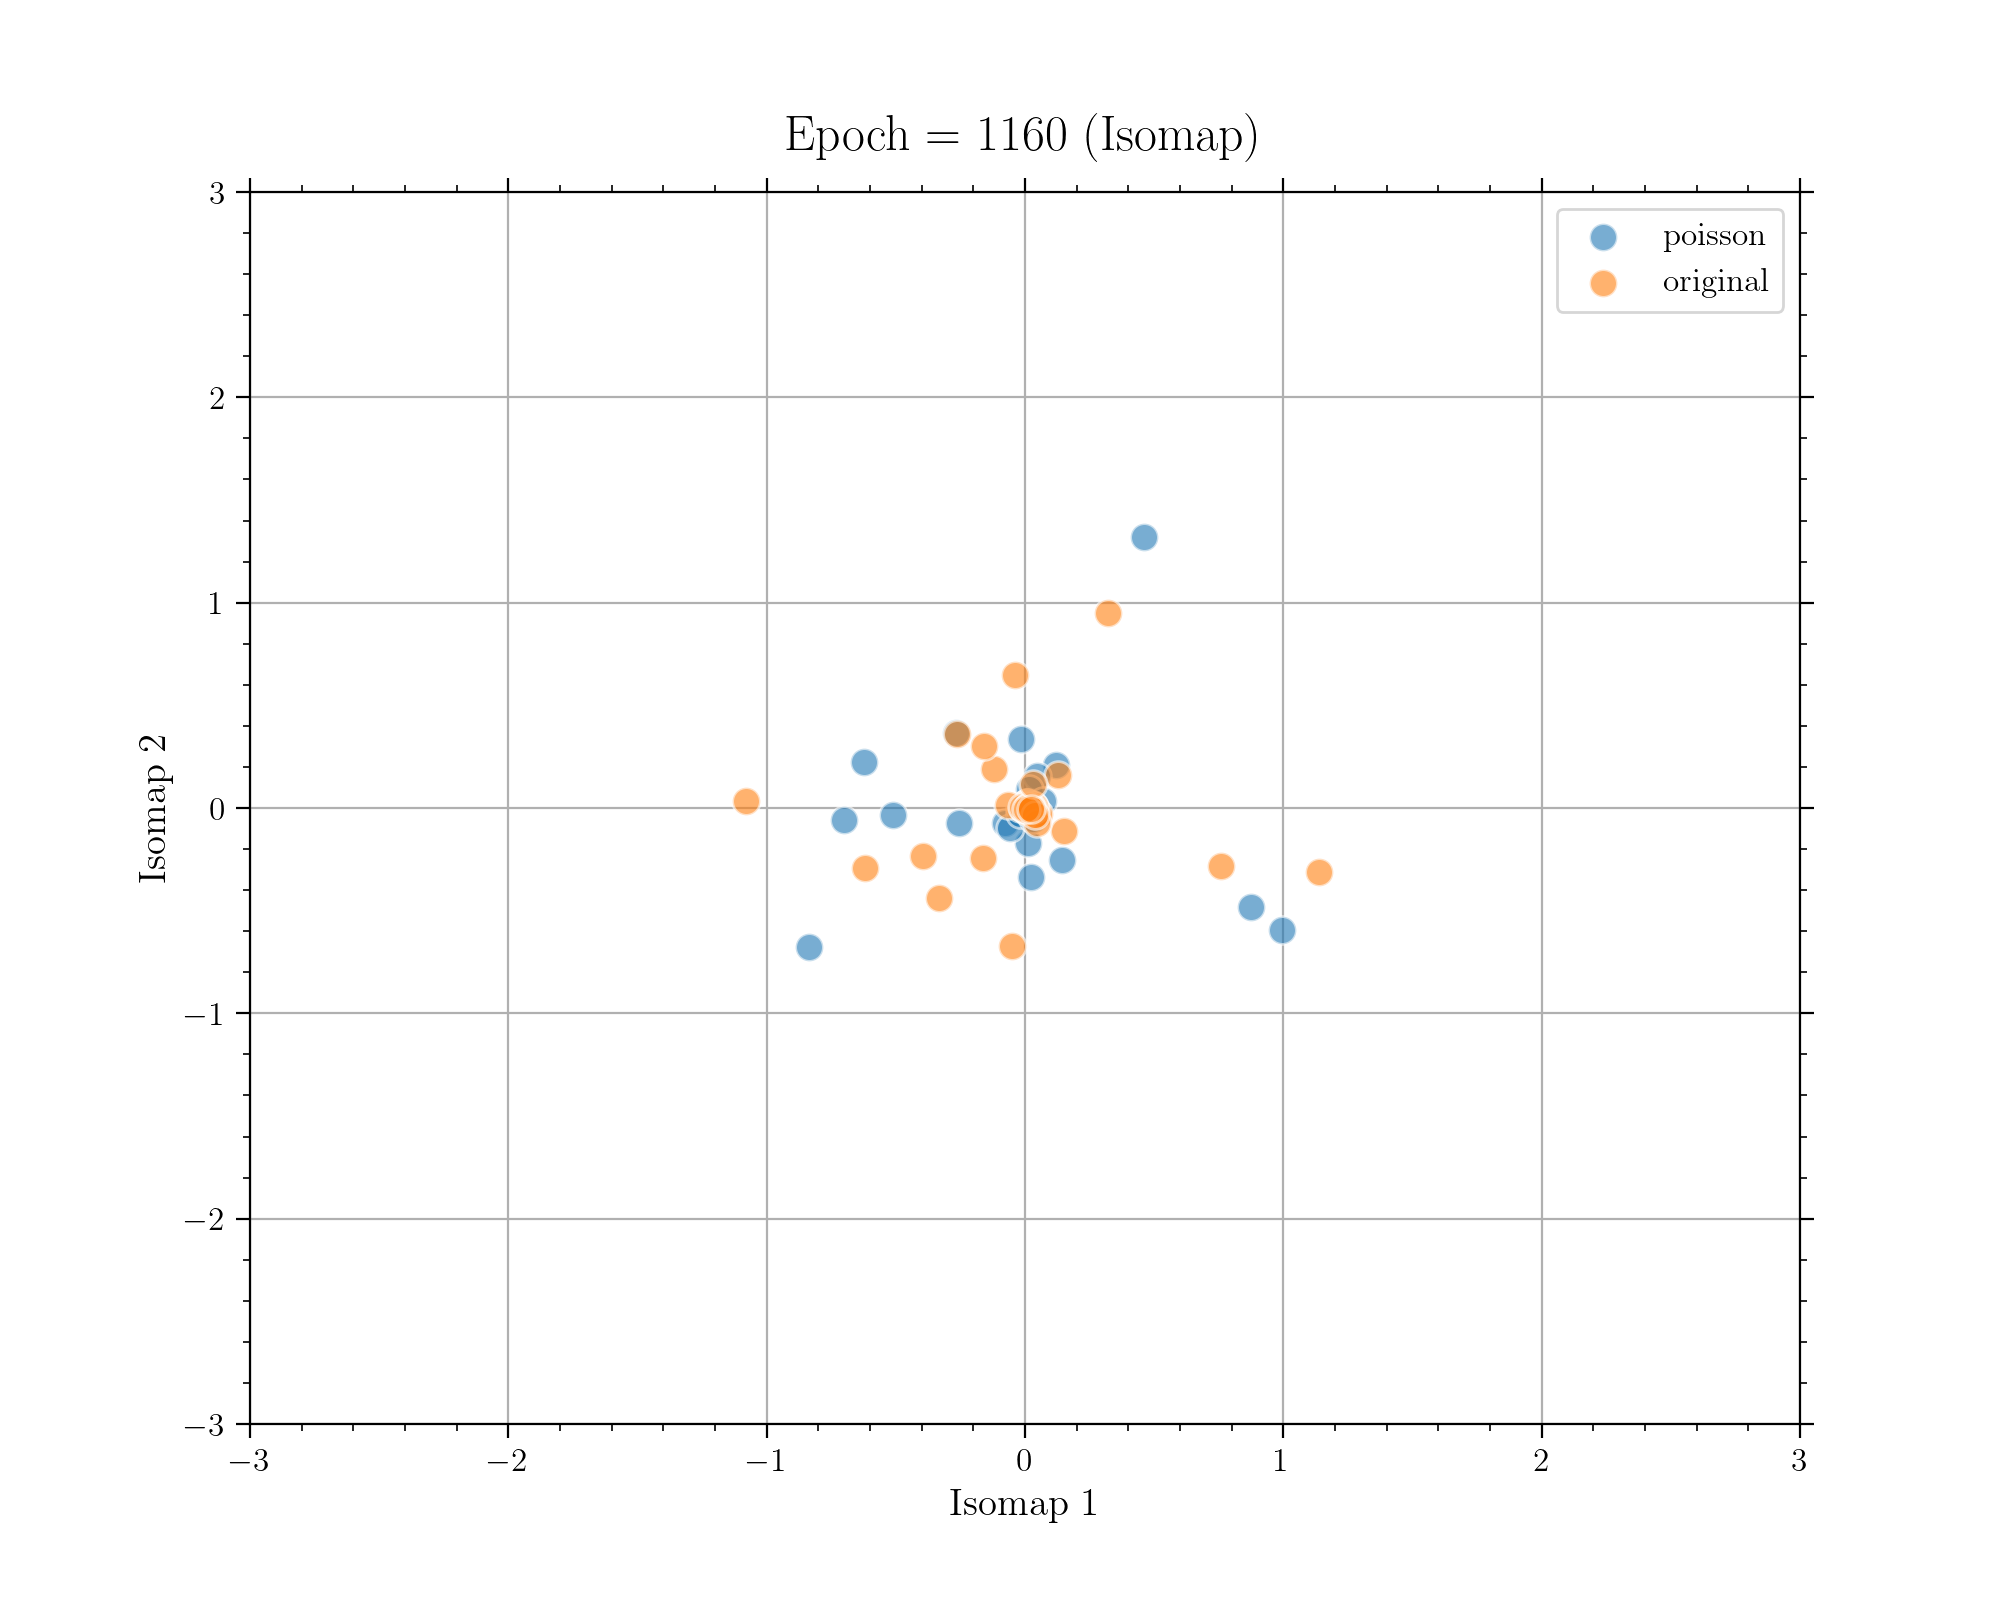 Epoch = 1160 (Isomap)
poisson
original
3
2
1
0
−1
−2
−3
Isomap 2
−3
−2
−1
0
1
2
3
Isomap 1